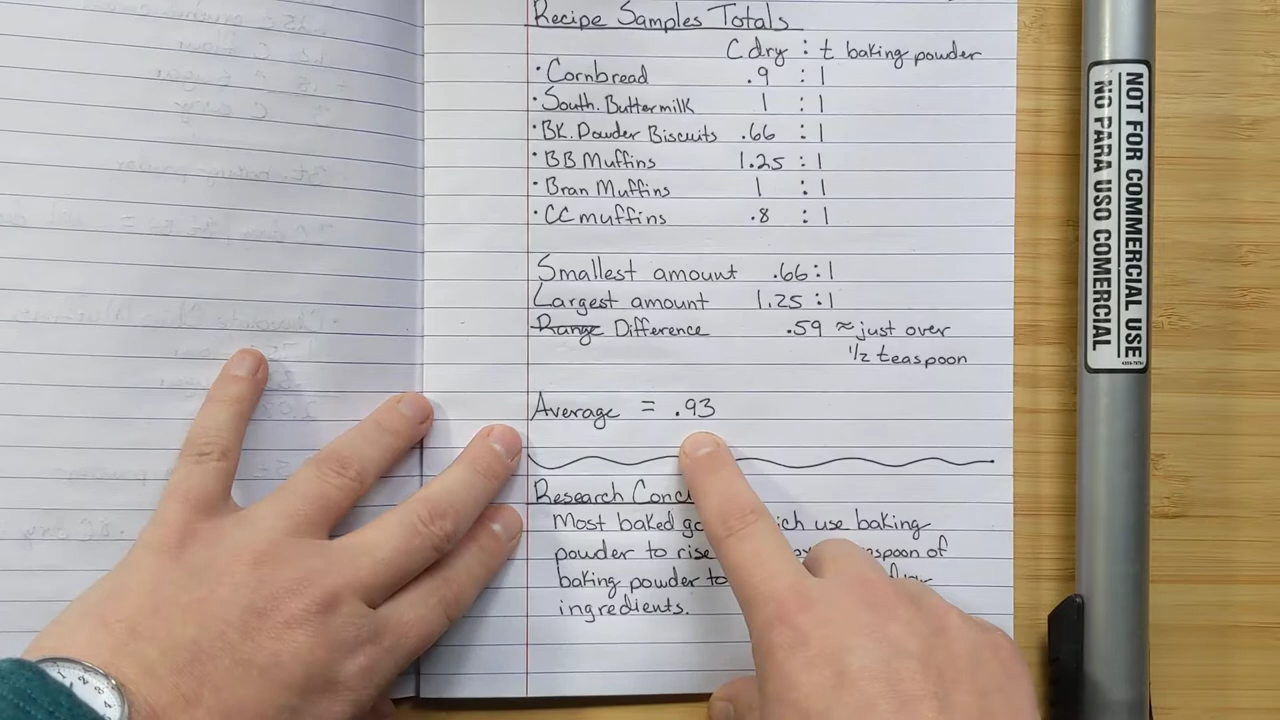 Recipe Samples Totals
C dry : t baking powder
· Cornbread .9 : 1
· South. Buttermilk 1 : 1
· BK. Powder Biscuits .66 : 1
· BB Muffins 1.25 : 1
· Bran Muffins 1 : 1
· CC muffins .8 : 1
Smallest amount .66:1
Largest amount 1.25:1
Range Difference .59 ≈ just over
1/2 teaspoon
Average = .93
Research
Most baked use baking
powder to rise of
baking powder to
ingredients.
NOT FOR COMMERCIAL USE
NO PARA USO COMERCIAL